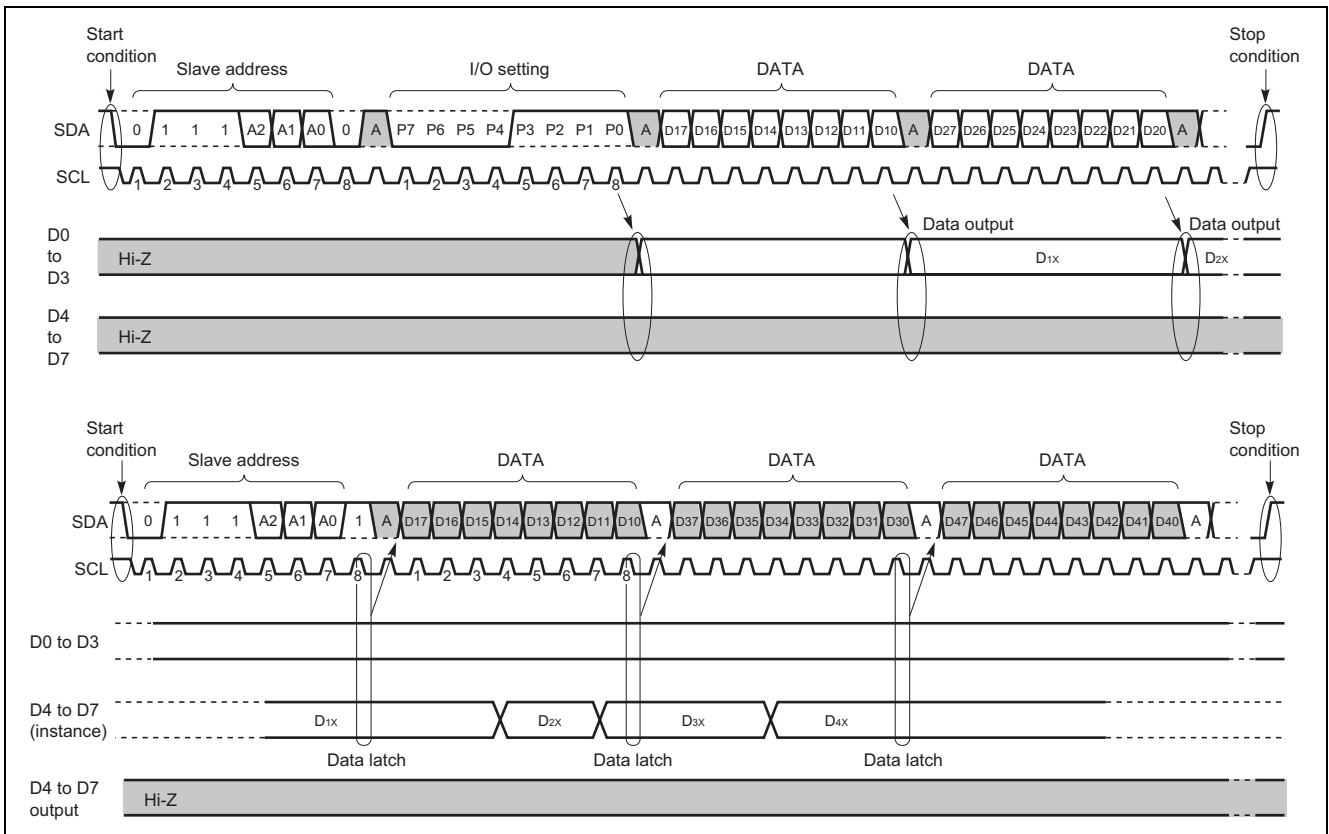 Start
condition
Slave address
I/O setting
DATA
DATA
Stop
condition
SDA
0 1 1 1 A2 A1 A0 0 A P7 P6 P5 P4 P3 P2 P1 P0 A D17 D16 D15 D14 D13 D12 D11 D10 A D27 D26 D25 D24 D23 D22 D21 D20 A
SCL
1 2 3 4 5 6 7 8 1 2 3 4 5 6 7 8
Data output
Data output
D0
to
D3
Hi-Z
D1X
D2X
D4
to
D7
Hi-Z
Start
condition
Slave address
DATA
DATA
DATA
Stop
condition
SDA
0 1 1 1 A2 A1 A0 1 A D17 D16 D15 D14 D13 D12 D11 D10 A D37 D36 D35 D34 D33 D32 D31 D30 A D47 D46 D45 D44 D43 D42 D41 D40 A
SCL
1 2 3 4 5 6 7 8 1 2 3 4 5 6 7 8
D0 to D3
D4 to D7
(instance)
D1X
D2X
D3X
D4X
Data latch
Data latch
Data latch
D4 to D7
output
Hi-Z